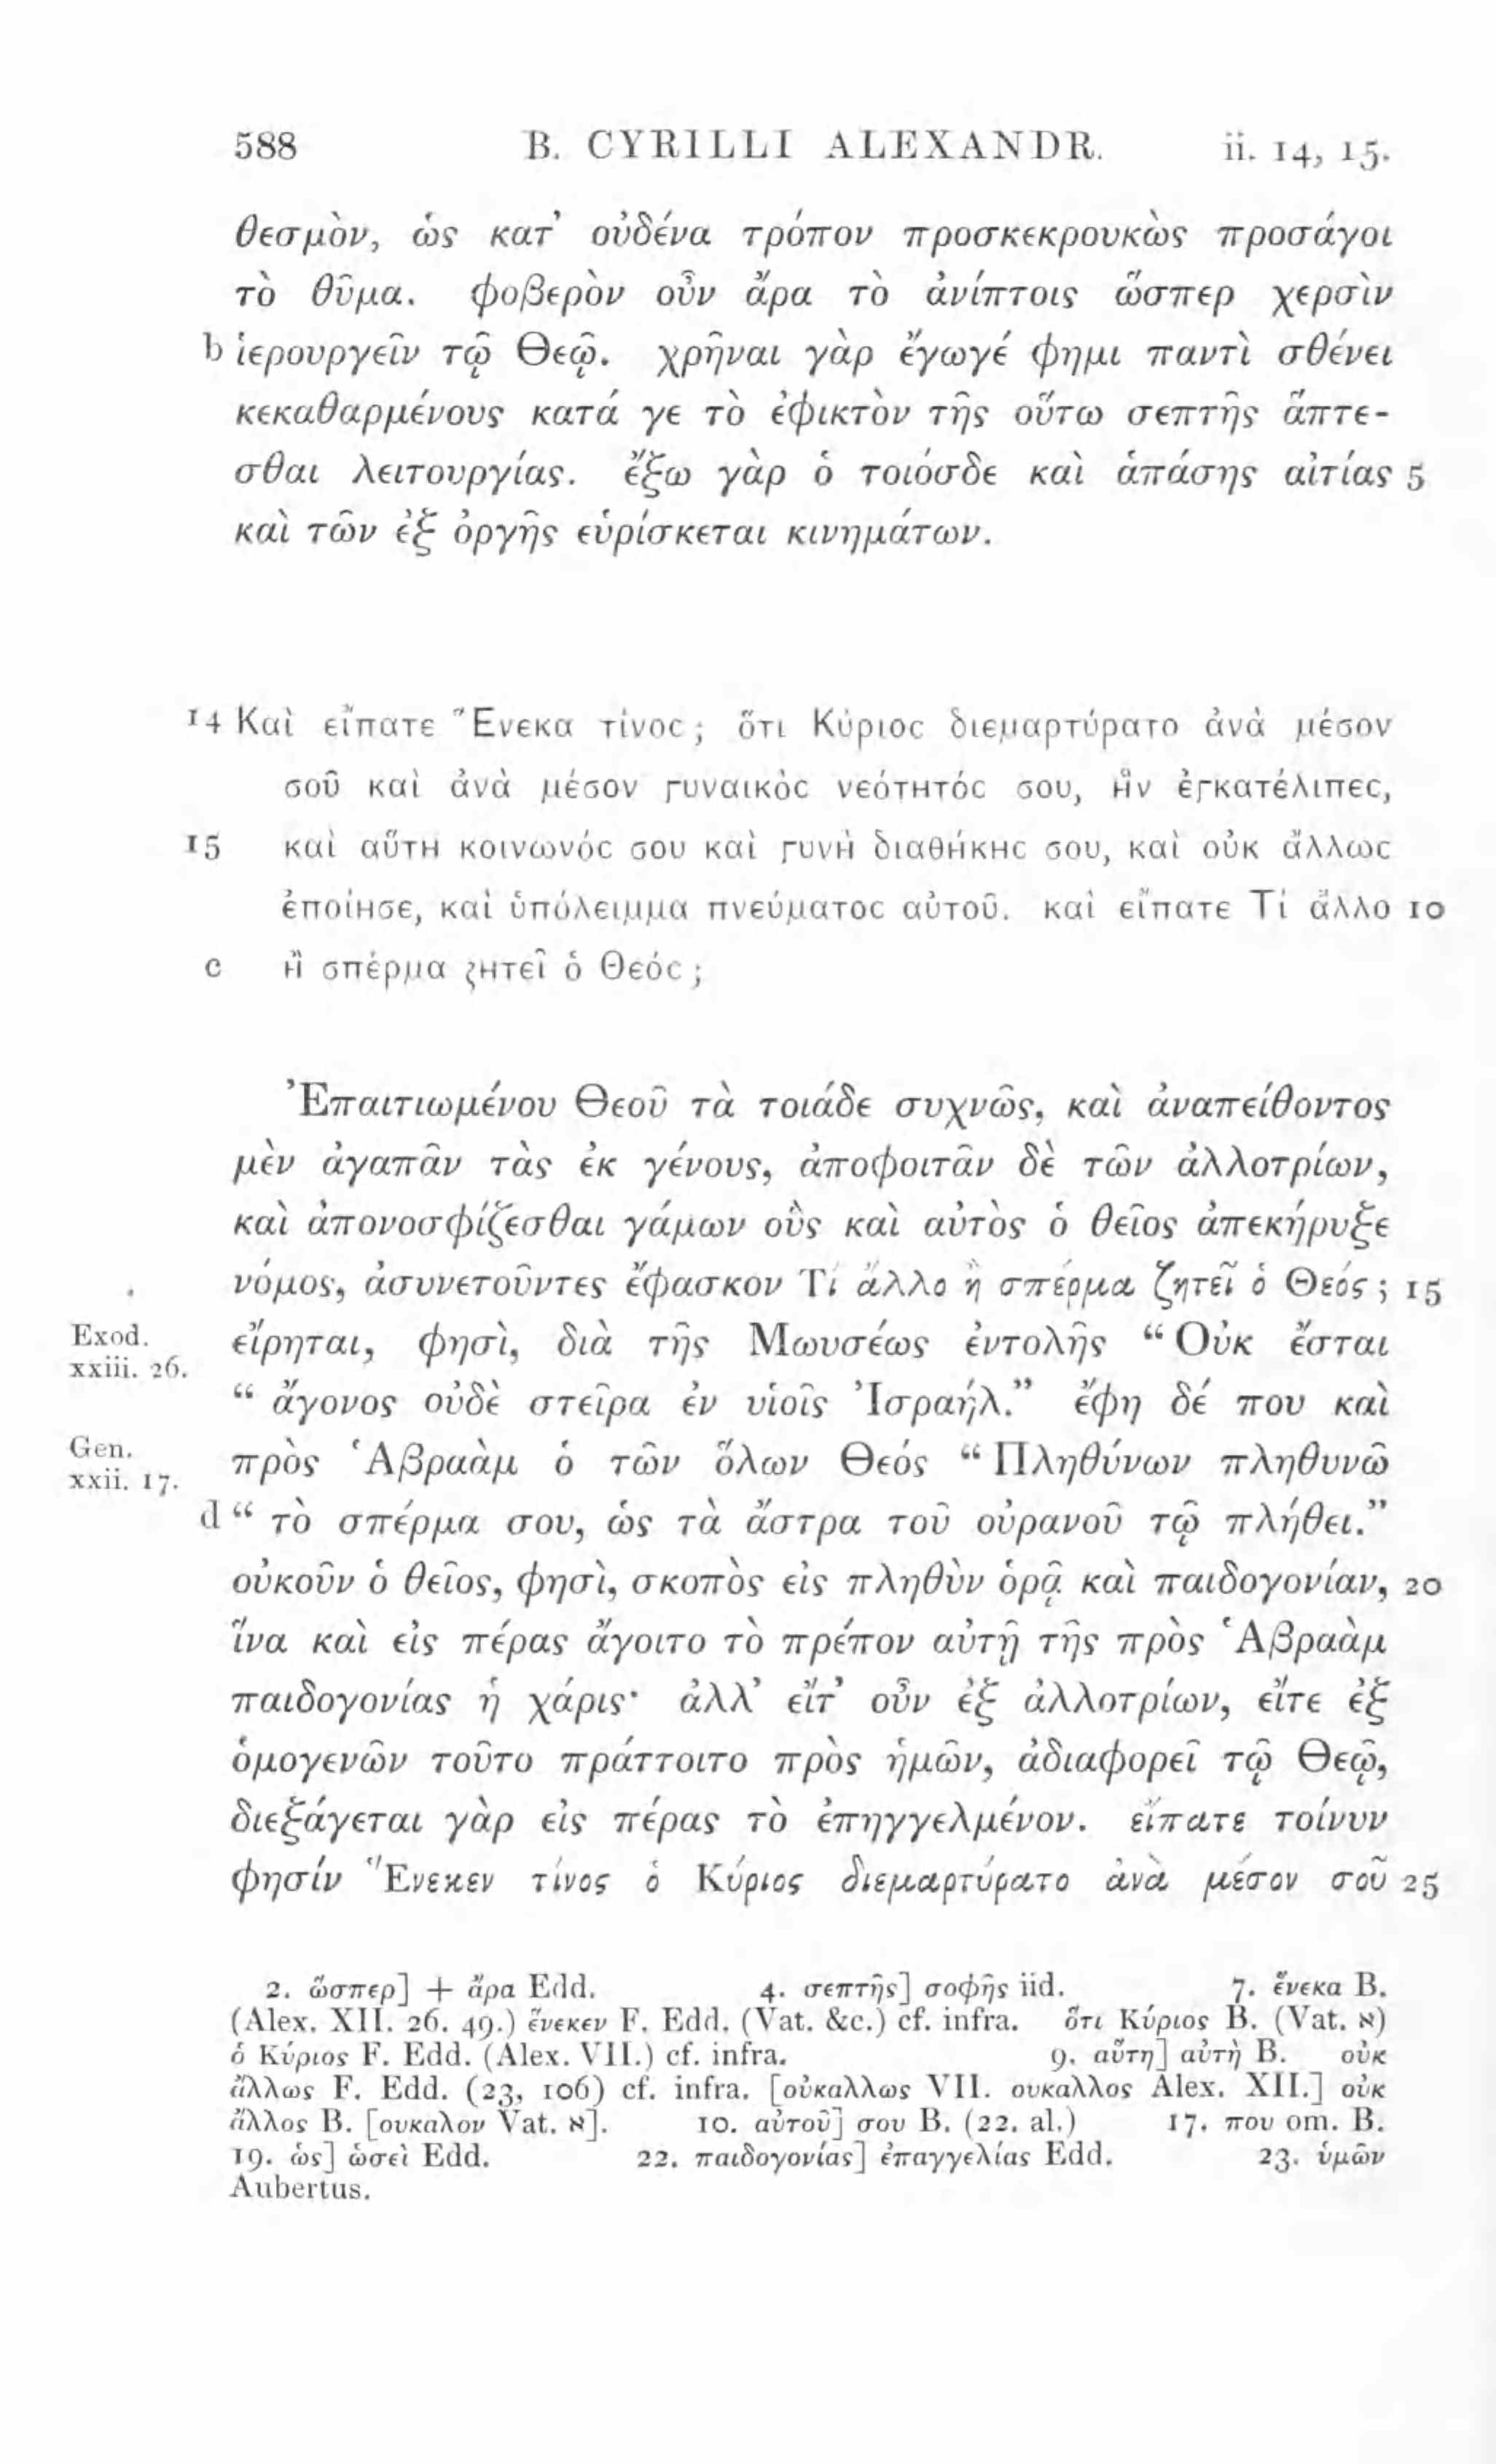 588 B. CYRILLI ALEXANDR. ii. 14, 15.
θεσμὸν, ὡς κατ’ οὐδένα τρόπον προσκεκρουκὼς προσάγοι
τὸ θῦμα. φοβερὸν οὖν ἄρα τὸ ἀνίπτοις ὥσπερ χερσὶν
b ἱερουργεῖν τῷ Θεῷ. χρῆναι γὰρ ἔγωγέ φημι παντὶ σθένει
κεκαθαρμένους κατά γε τὸ ἐφικτὸν τῆς οὕτω σεπτῆς ἅπτε-
σθαι λειτουργίας. ἔξω γὰρ ὁ τοιόσδε καὶ ἁπάσης αἰτίας 5
καὶ τῶν ἐξ ὀργῆς εὑρίσκεται κινημάτων.
14 Καὶ εἴπατε Ἕνεκα τίνος; ὅτι Κύριος διεμαρτύρατο ἀνὰ μέσον
σοῦ καὶ ἀνὰ μέσον γυναικὸς νεότητός σου, ἣν ἐγκατέλιπες,
15 καὶ αὕτη κοινωνός σου καὶ γυνὴ διαθήκης σου, καὶ οὐκ ἄλλως
ἐποίησε, καὶ ὑπόλειμμα πνεύματος αὐτοῦ. καὶ εἴπατε Τί ἄλλο 10
c ἢ σπέρμα ζητεῖ ὁ Θεός;
Ἐπαιτιωμένου Θεοῦ τὰ τοιάδε συχνῶς, καὶ ἀναπείθοντος
μὲν ἀγαπᾶν τὰς ἐκ γένους, ἀποφοιτᾶν δὲ τῶν ἀλλοτρίων,
καὶ ἀπονοσφίζεσθαι γάμων οὓς καὶ αὐτὸς ὁ θεῖος ἀπεκήρυξε
νόμος, ἀσυνετοῦντες ἔφασκον Τί ἄλλο ἢ σπέρμα ζητεῖ ὁ Θεός; 15
Exod. xxiii. 26. εἴρηται, φησὶ, διὰ τῆς Μωυσέως ἐντολῆς “Οὐκ ἔσται
“ ἄγονος οὐδὲ στεῖρα ἐν υἱοῖς Ἰσραήλ.” ἔφη δέ που καὶ
Gen. xxii. 17. πρὸς Ἁβραὰμ ὁ τῶν ὅλων Θεός “Πληθύνων πληθυνῶ
d “ τὸ σπέρμα σου, ὡς τὰ ἄστρα τοῦ οὐρανοῦ τῷ πλήθει.”
οὐκοῦν ὁ θεῖος, φησὶ, σκοπὸς εἰς πληθὺν ὁρᾷ καὶ παιδογονίαν, 20
ἵνα καὶ εἰς πέρας ἄγοιτο τὸ πρέπον αὐτῇ τῆς πρὸς Ἁβραὰμ
παιδογονίας ἡ χάρις· ἀλλ’ εἴτ’ οὖν ἐξ ἀλλοτρίων, εἴτε ἐξ
ὁμογενῶν τοῦτο πράττοιτο πρὸς ἡμῶν, ἀδιαφορεῖ τῷ Θεῷ,
διεξάγεται γὰρ εἰς πέρας τὸ ἐπηγγελμένον. εἴπατε τοίνυν
φησίν Ἕνεκεν τίνος ὁ Κύριος διεμαρτύρατο ἀνὰ μέσον σοῦ 25
2. ὥσπερ] + ἄρα Edd. 4. σεπτῆς] σοφῆς iid. 7. ἕνεκα B.
(Alex. XII. 26. 49.) ἕνεκεν F. Edd. (Vat. &c.) cf. infra. ὅτι Κύριος B. (Vat. א)
ὁ Κύριος F. Edd. (Alex. VII.) cf. infra. 9. αὕτη] αὐτὴ B. οὐκ
ἄλλως F. Edd. (23, 106) cf. infra. [οὐκαλλως VII. ουκαλλος Alex. XII.] οὐκ
ἄλλος B. [ουκαλον Vat. א]. 10. αὐτοῦ] σου B. (22. al.) 17. που om. B.
19. ὡς] ὡσεὶ Edd. 22. παιδογονίας] ἐπαγγελίας Edd. 23. ὑμῶν
Aubertus.